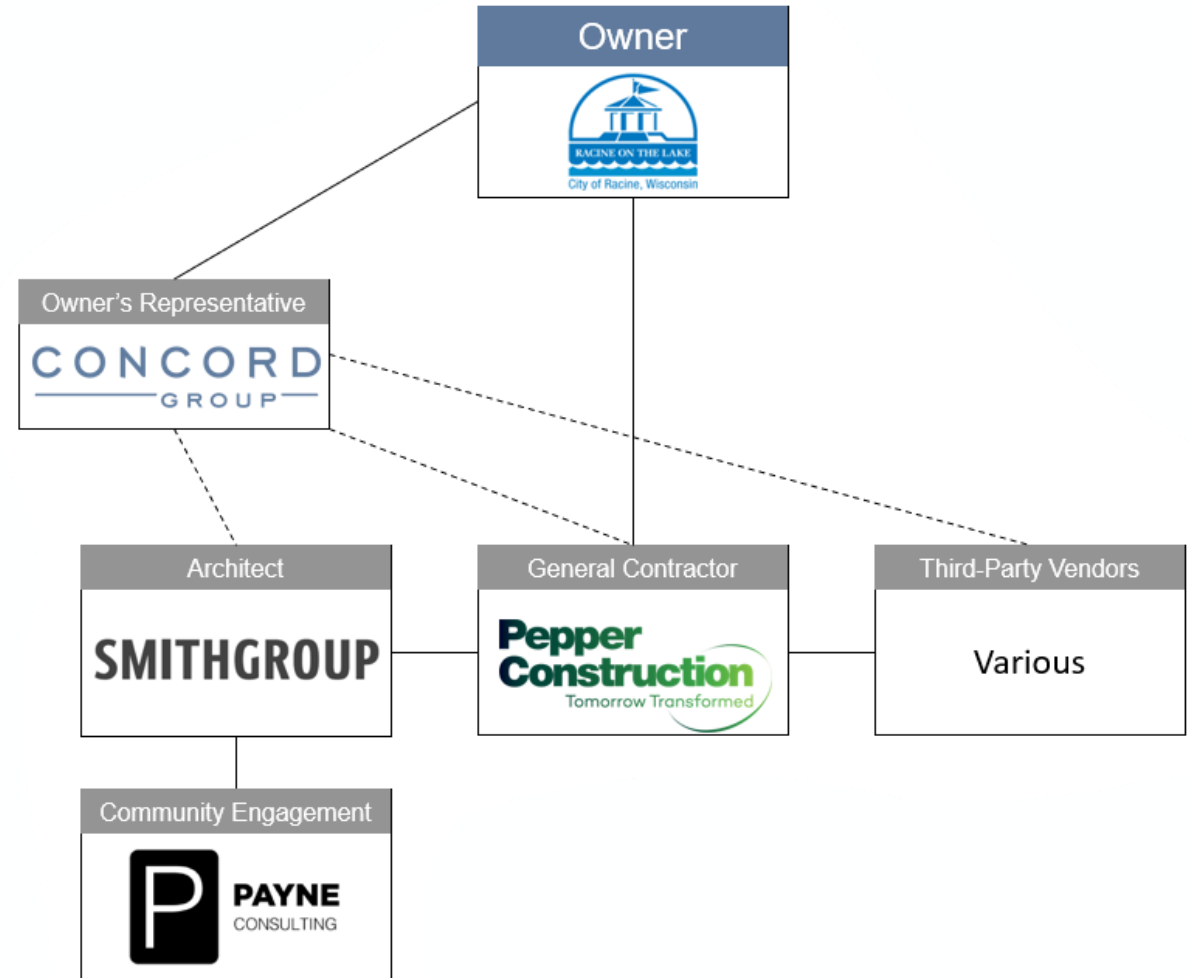 Owner
RACINE ON THE LAKE
City of Racine, Wisconsin
Owner's Representative
CONCORD
GROUP
Architect
SMITHGROUP
General Contractor
Pepper
Construction
Tomorrow Transformed
Third-Party Vendors
Various
Community Engagement
P
PAYNE
CONSULTING